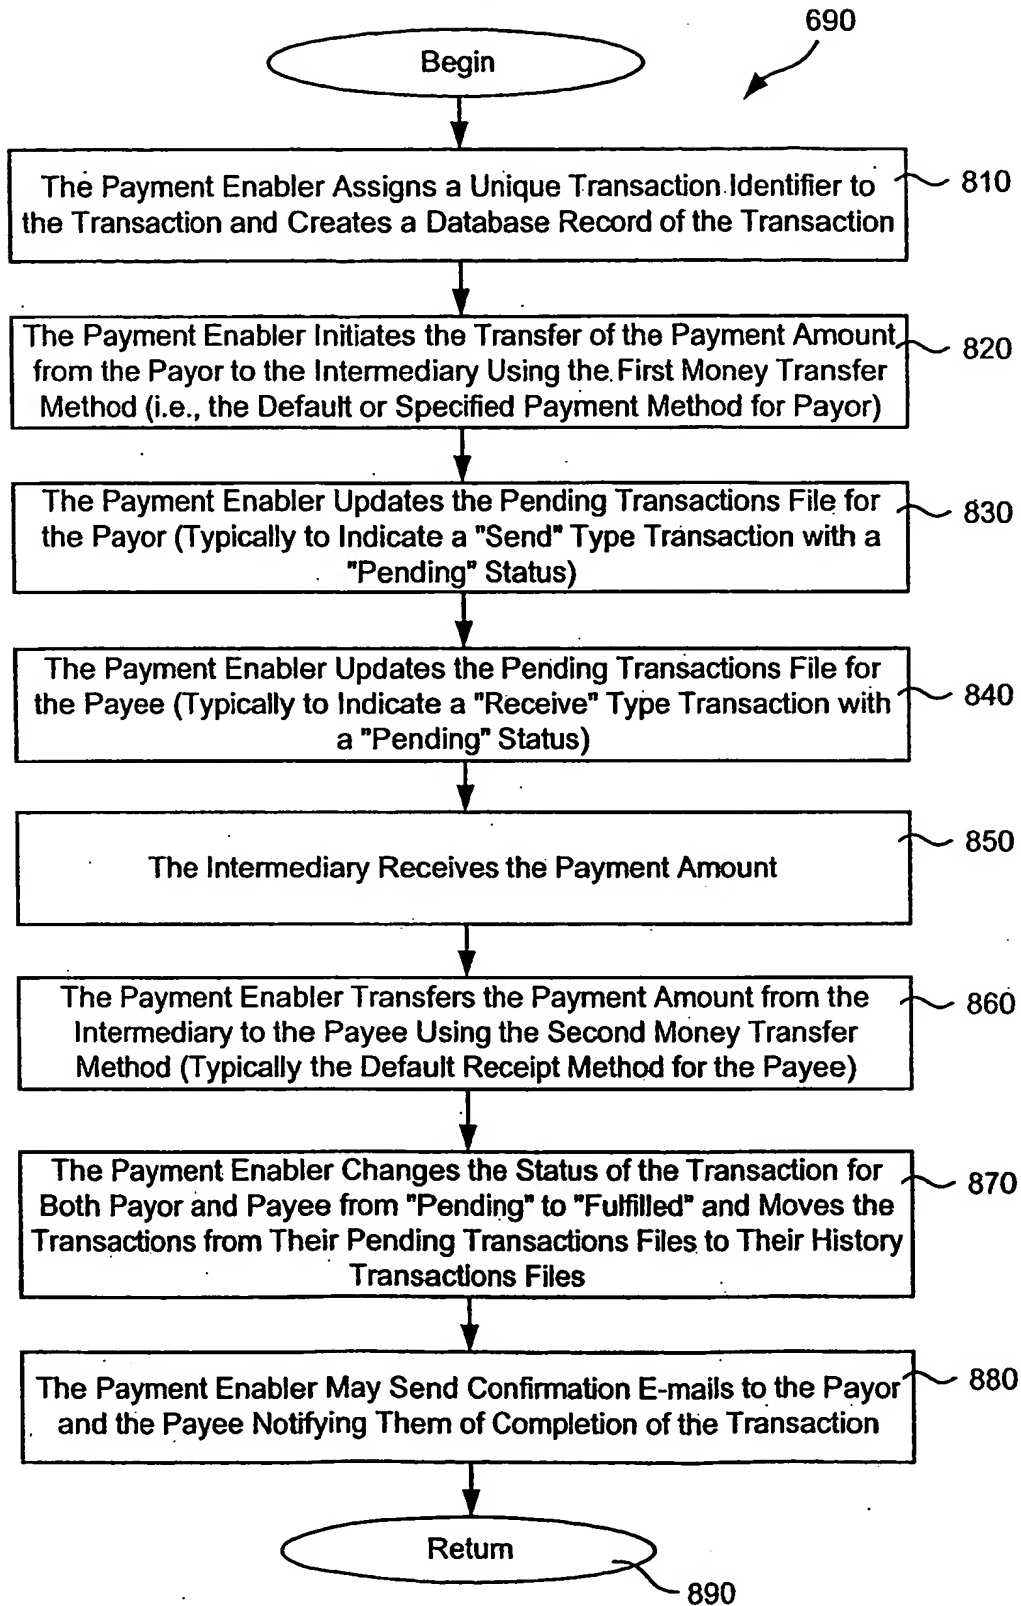 690
Begin
The Payment Enabler Assigns a Unique Transaction Identifier to
the Transaction and Creates a Database Record of the Transaction
810
The Payment Enabler Initiates the Transfer of the Payment Amount
from the Payor to the Intermediary Using the First Money Transfer
Method (i.e., the Default or Specified Payment Method for Payor)
820
The Payment Enabler Updates the Pending Transactions File for
the Payor (Typically to Indicate a "Send" Type Transaction with a
"Pending" Status)
830
The Payment Enabler Updates the Pending Transactions File for
the Payee (Typically to Indicate a "Receive" Type Transaction with
a "Pending" Status)
840
The Intermediary Receives the Payment Amount
850
The Payment Enabler Transfers the Payment Amount from the
Intermediary to the Payee Using the Second Money Transfer
Method (Typically the Default Receipt Method for the Payee)
860
The Payment Enabler Changes the Status of the Transaction for
Both Payor and Payee from "Pending" to "Fulfilled" and Moves the
Transactions from Their Pending Transactions Files to Their History
Transactions Files
870
The Payment Enabler May Send Confirmation E-mails to the Payor
and the Payee Notifying Them of Completion of the Transaction
880
Return
890